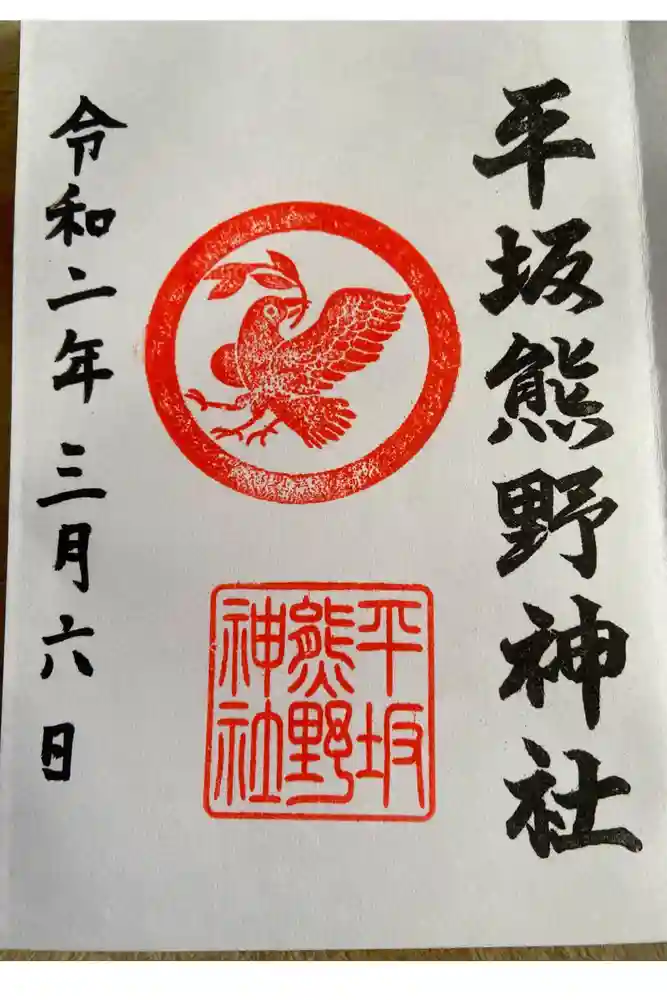 平坂熊野神社
平坂
熊野
神社
令和二年三月六日